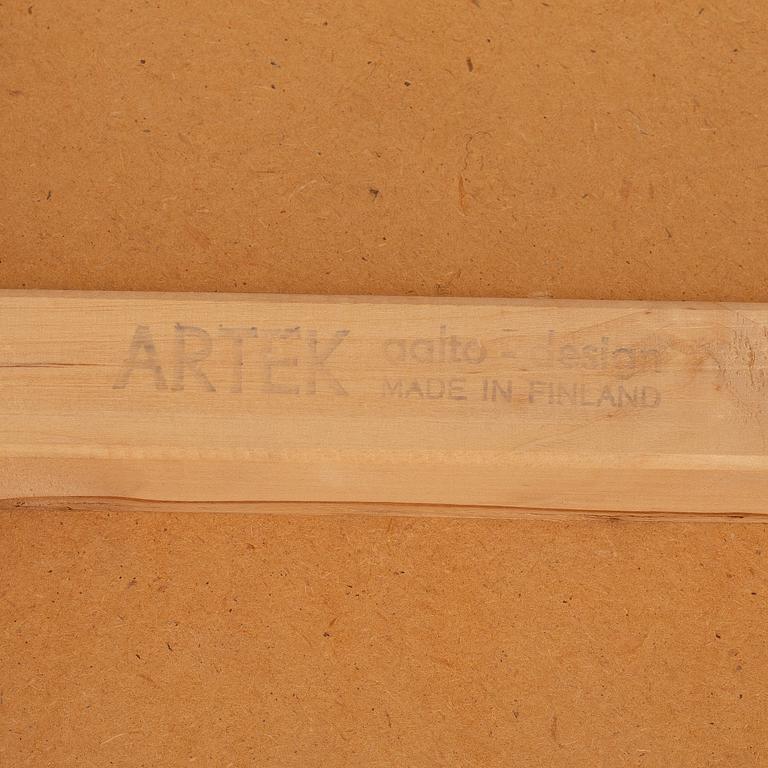 ARTEK
aalto - design
MADE IN FINLAND